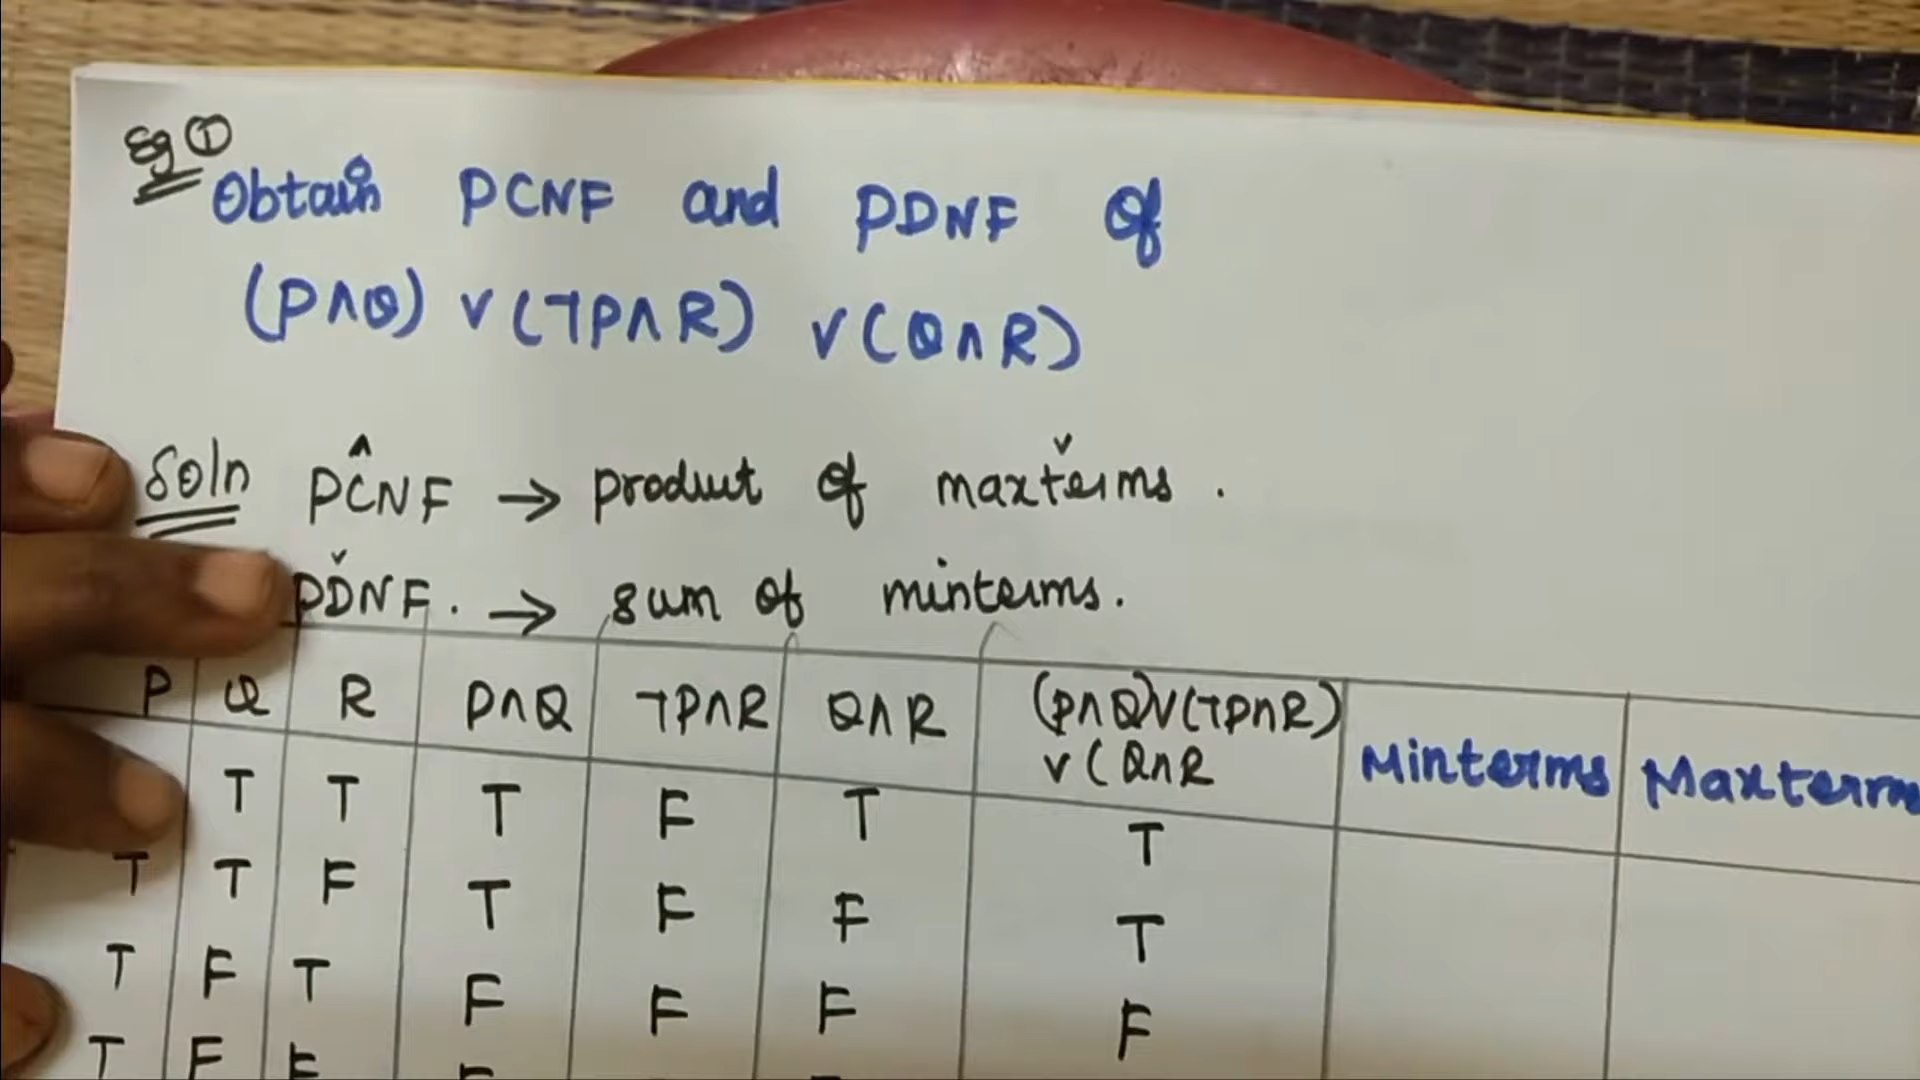 Eg ①
Obtain PCNF and PDNF of
(P∧Q) ∨ (¬P∧R) ∨ (Q∧R)
Soln PCNF → product of maxterms.
PDNF. → sum of minterms.
P Q R P∧Q ¬P∧R Q∧R (P∧Q)∨(¬P∧R) ∨(Q∧R Minterms Maxterm
T T T F T T
T T F T F F T
T F T F F F F
T F F